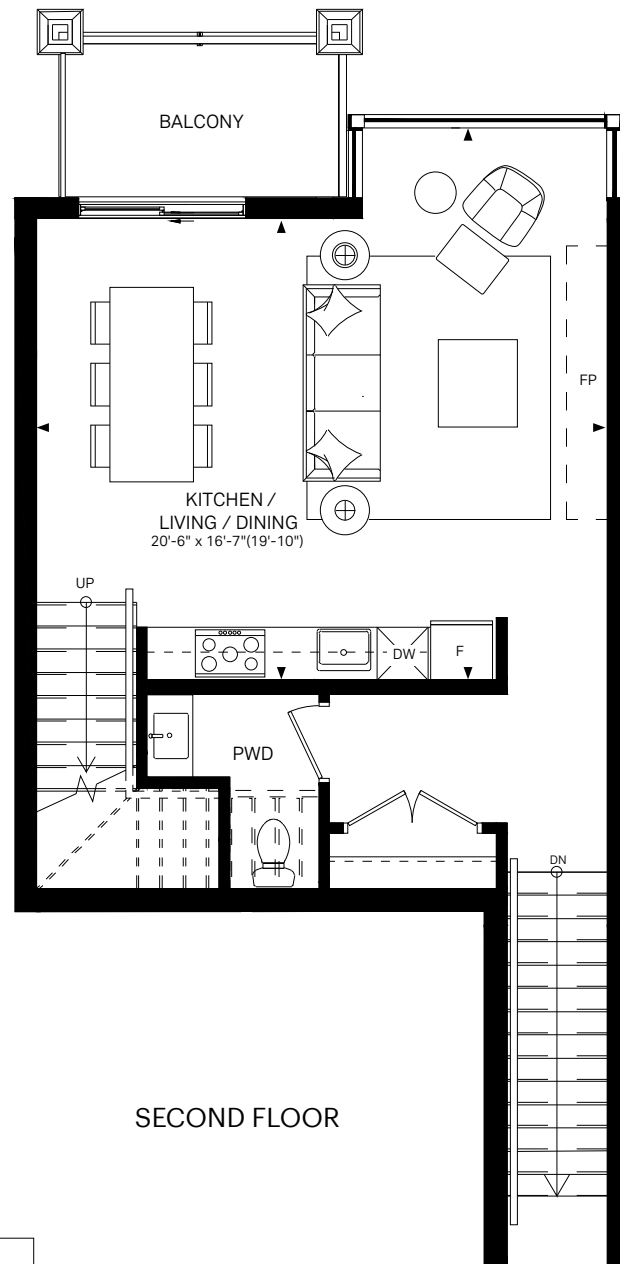 BALCONY
FP
KITCHEN /
LIVING / DINING
20'-6" x 16'-7"(19'-10")
UP
DW
F
PWD
DN
SECOND FLOOR